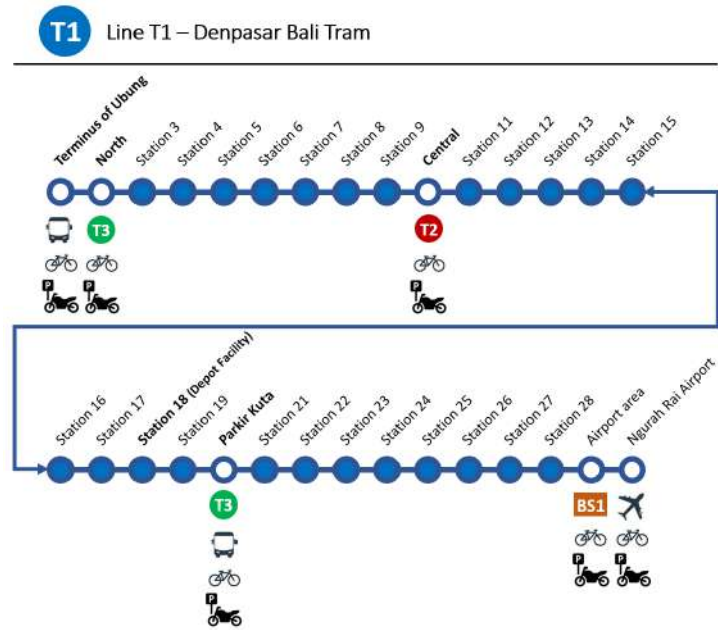 T1 Line T1 – Denpasar Bali Tram
Terminus of Ubung
North
Station 3
Station 4
Station 5
Station 6
Station 7
Station 8
Station 9
Central
Station 11
Station 12
Station 13
Station 14
Station 15
T3
T2
P
P
P
Station 16
Station 17
Station 18 (Depot Facility)
Station 19
Parkir Kuta
Station 21
Station 22
Station 23
Station 24
Station 25
Station 26
Station 27
Station 28
Airport area
Ngurah Rai Airport
T3
BS1
P
P
P